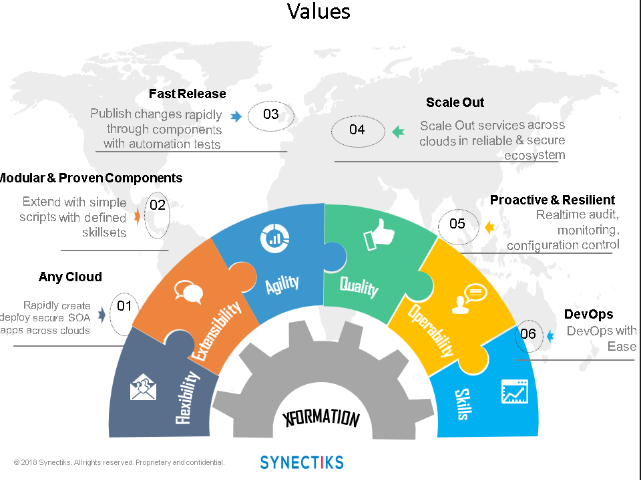 Values
Fast Release
Publish changes rapidly
through components
with automation tests
03
04
Scale Out
Scale Out services across
clouds in reliable & secure
ecosystem
Modular & Proven Components
Extend with simple
scripts with defined
skillsets
02
05
Proactive & Resilient
Realtime audit,
monitoring,
configuration control
Any Cloud
Rapidly create
deploy secure SOA
apps across clouds
01
06
DevOps
DevOps with
Ease
Flexibility
Extensibility
Agility
Quality
Operability
Skills
XFORMATION
© 2018 Synectiks. All rights reserved. Proprietary and confidential.
SYNECTIKS